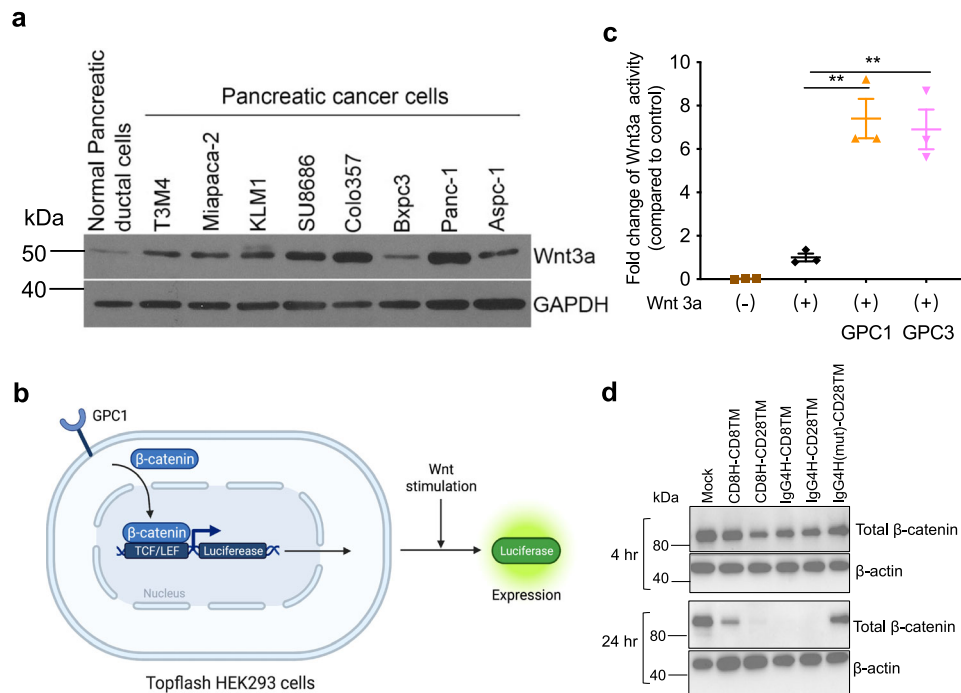 a
Pancreatic cancer cells
Normal Pancreatic
ductal cells
T3M4
Miapaca-2
KLM1
SU8686
Colo357
Bxpc3
Panc-1
Aspc-1
kDa
50
Wnt3a
40
GAPDH
b
GPC1
β-catenin
β-catenin
TCF/LEF
Luciferease
Nucleus
Wnt
stimulation
Luciferase
Expression
Topflash HEK293 cells
c
Fold change of Wnt3a activity
(compared to control)
10
8
6
4
2
0
**
**
Wnt 3a
(-)
(+)
(+)
(+)
GPC1
GPC3
d
Mock
CD8H-CD8TM
CD8H-CD28TM
IgG4H-CD8TM
IgG4H-CD28TM
IgG4H(mut)-CD28TM
kDa
4 hr
80
Total β-catenin
40
β-actin
24 hr
80
Total β-catenin
40
β-actin